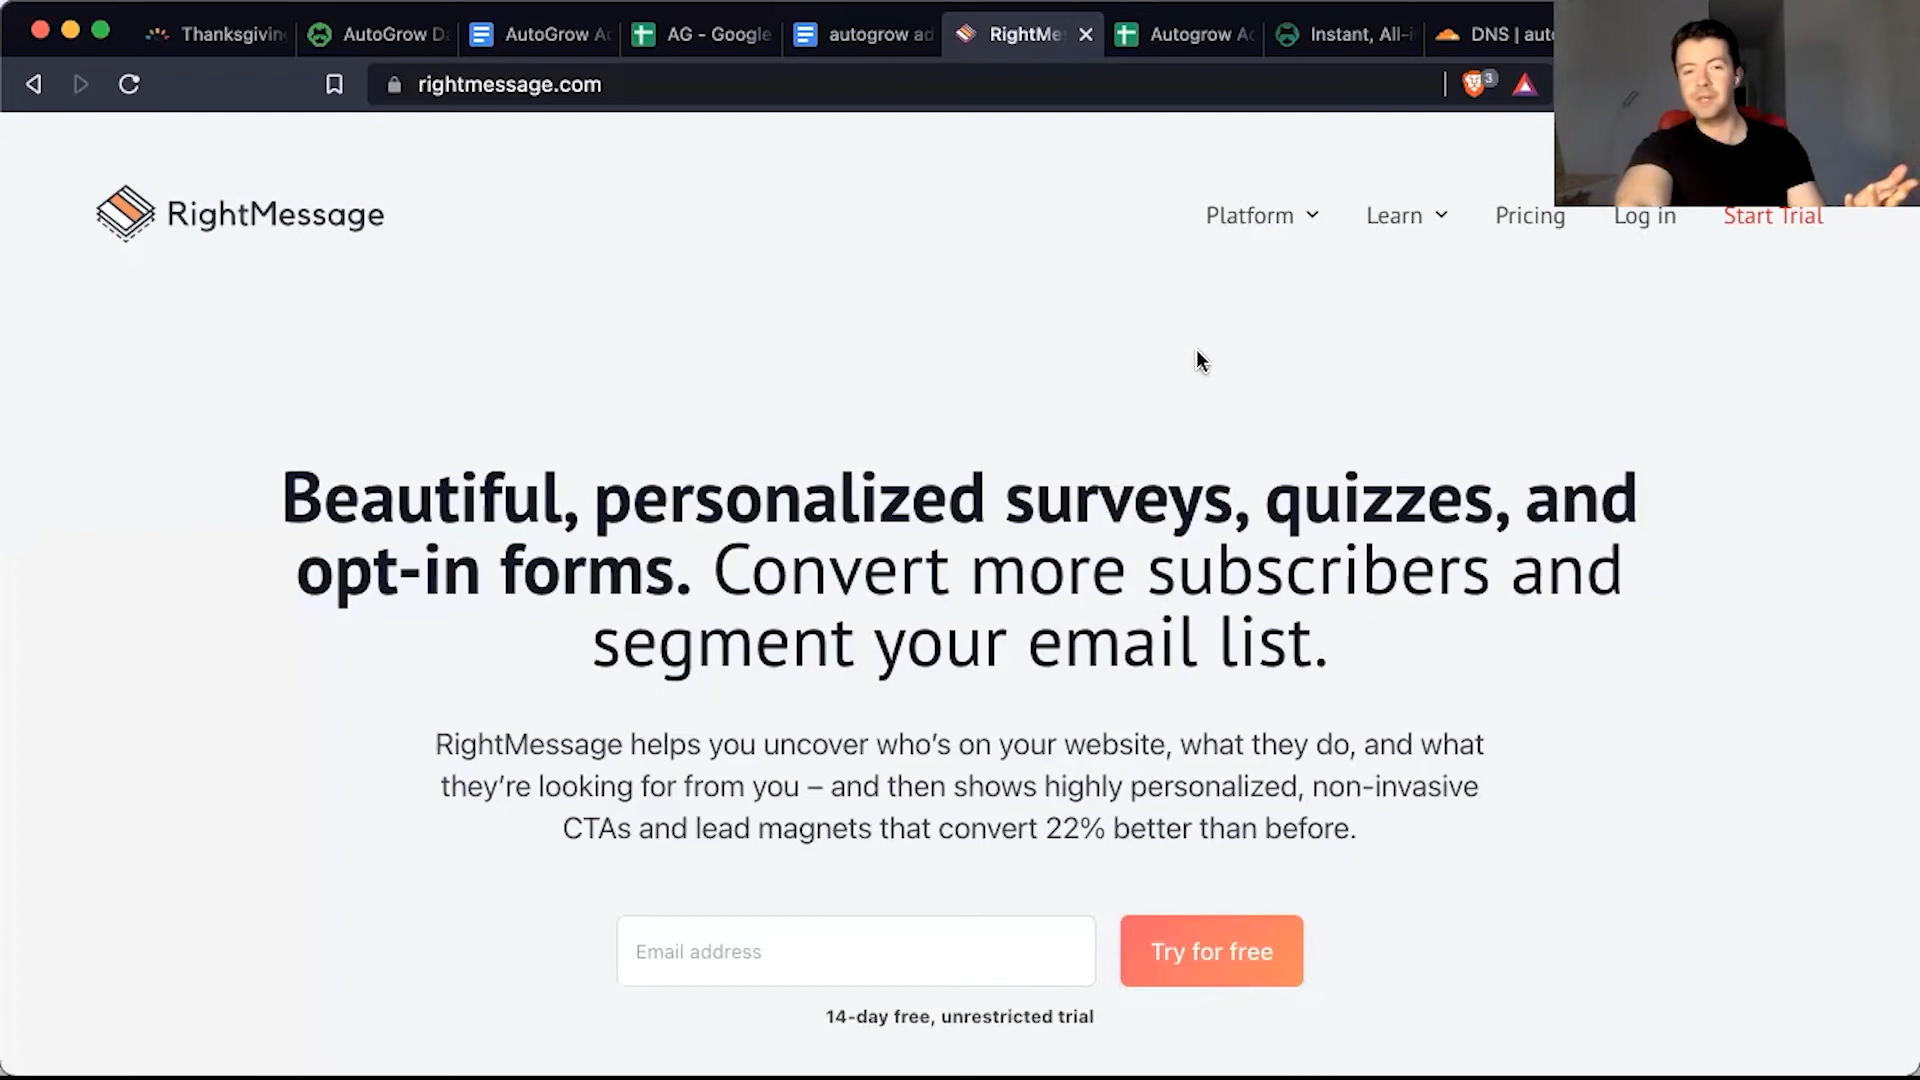 Thanksgivin
AutoGrow D
AutoGrow Ac
AG - Google
autogrow ad
RightMe
Autogrow Ac
Instant, All-i
DNS | auto
rightmessage.com
3
RightMessage
Platform
Learn
Pricing
Log in
Start Trial
Beautiful, personalized surveys, quizzes, and
opt-in forms. Convert more subscribers and
segment your email list.
RightMessage helps you uncover who’s on your website, what they do, and what
they’re looking for from you – and then shows highly personalized, non-invasive
CTAs and lead magnets that convert 22% better than before.
Email address
Try for free
14-day free, unrestricted trial